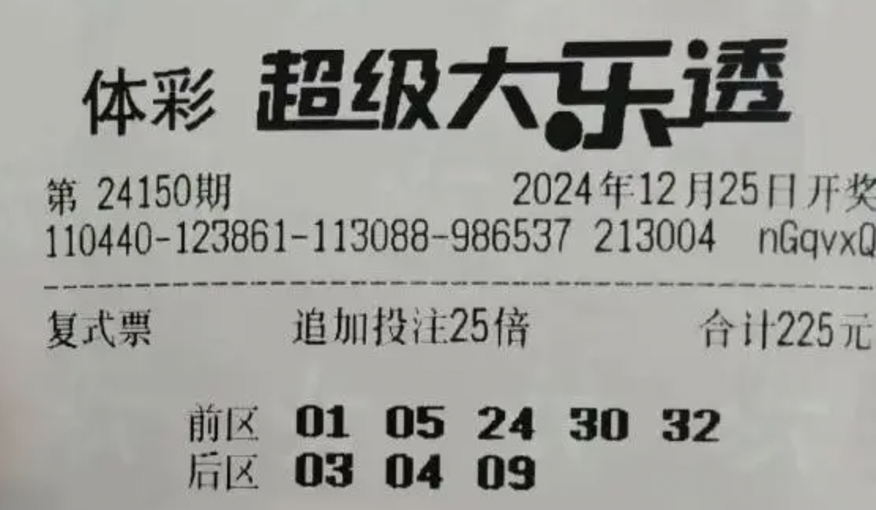 体彩 超级大乐透
第 24150期 2024年12月25日开奖
110440-123861-113088-986537 213004 nGqvxQ
复式票 追加投注25倍 合计225元
前区 01 05 24 30 32
后区 03 04 09